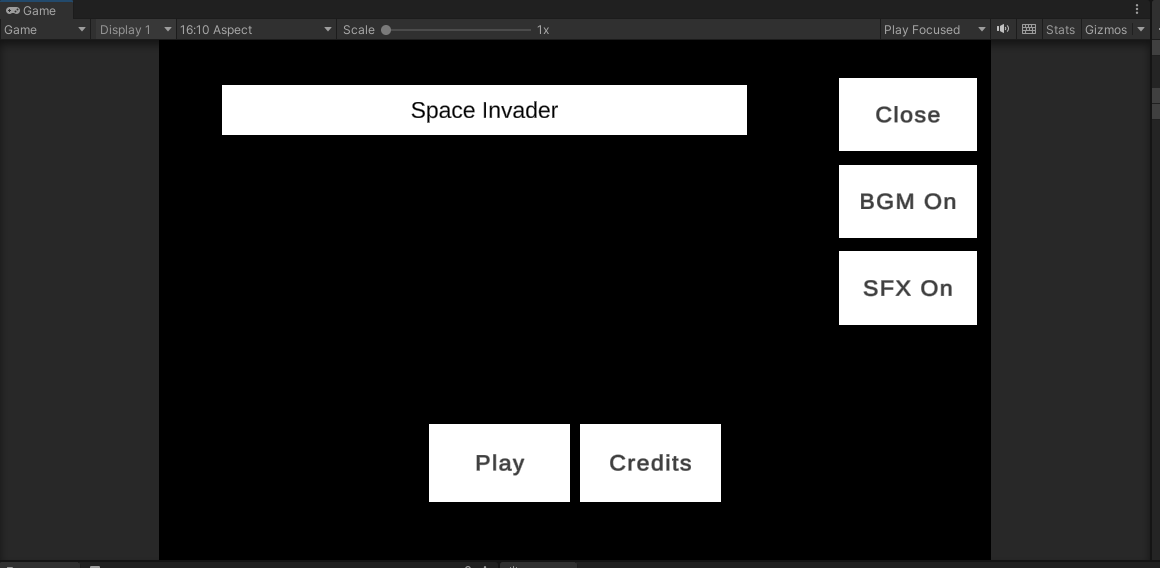 Game
Game Display 1 16:10 Aspect Scale 1x Play Focused Stats Gizmos
Space Invader
Close
BGM On
SFX On
Play Credits